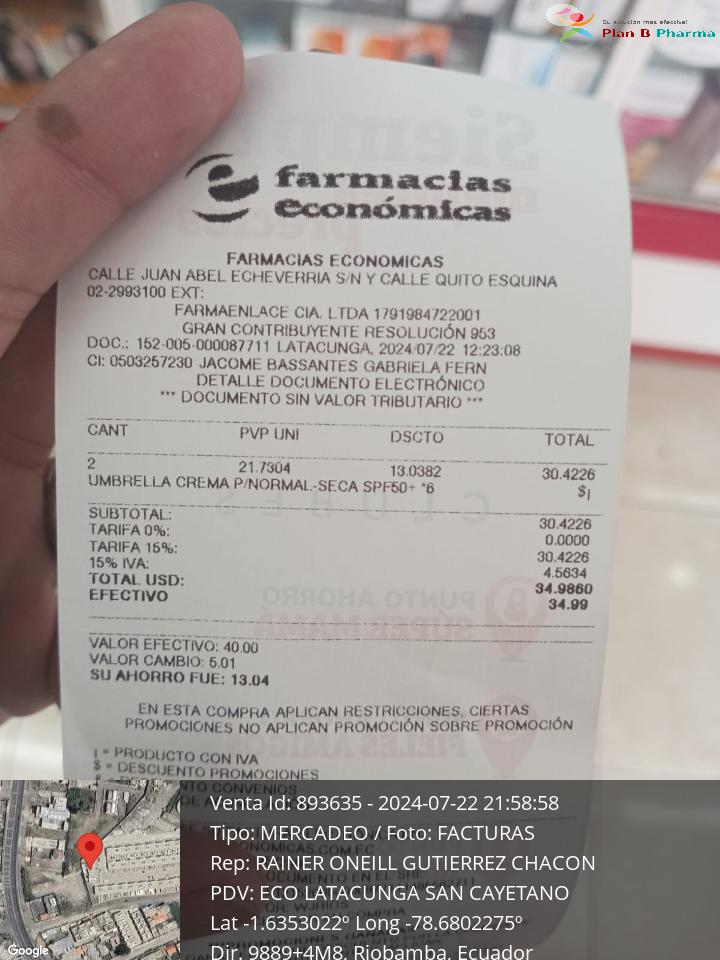 Su solución más efectiva!
Plan B Pharma
farmacias
económicas
FARMACIAS ECONOMICAS
CALLE JUAN ABEL ECHEVERRIA S/N Y CALLE QUITO ESQUINA
02-2993100 EXT:
FARMAENLACE CIA. LTDA 1791984722001
GRAN CONTRIBUYENTE RESOLUCIÓN 953
DOC.: 152-005-000087711 LATACUNGA, 2024/07/22 12:23:08
CI: 0503257230 JACOME BASSANTES GABRIELA FERN
DETALLE DOCUMENTO ELECTRÓNICO
*** DOCUMENTO SIN VALOR TRIBUTARIO ***
CANT PVP UNI DSCTO TOTAL
2 21.7304 13.0382 30.4226
UMBRELLA CREMA P/NORMAL-SECA SPF50+ *6 $¡
SUBTOTAL: 30.4226
TARIFA 0%: 0.0000
TARIFA 15%: 30.4226
15% IVA: 4.5634
TOTAL USD: 34.9860
EFECTIVO 34.99
VALOR EFECTIVO: 40.00
VALOR CAMBIO: 5.01
SU AHORRO FUE: 13.04
EN ESTA COMPRA APLICAN RESTRICCIONES, CIERTAS
PROMOCIONES NO APLICAN PROMOCIÓN SOBRE PROMOCIÓN
¡ = PRODUCTO CON IVA
$ = DESCUENTO PROMOCIONES
CONVENIOS
Venta Id: 893635 - 2024-07-22 21:58:58
Tipo: MERCADEO / Foto: FACTURAS
Rep: RAINER ONEILL GUTIERREZ CHACON
PDV: ECO LATACUNGA SAN CAYETANO
Lat -1.6353022º Long -78.6802275º
Dir. 9889+4M8, Riobamba, Ecuador
Google